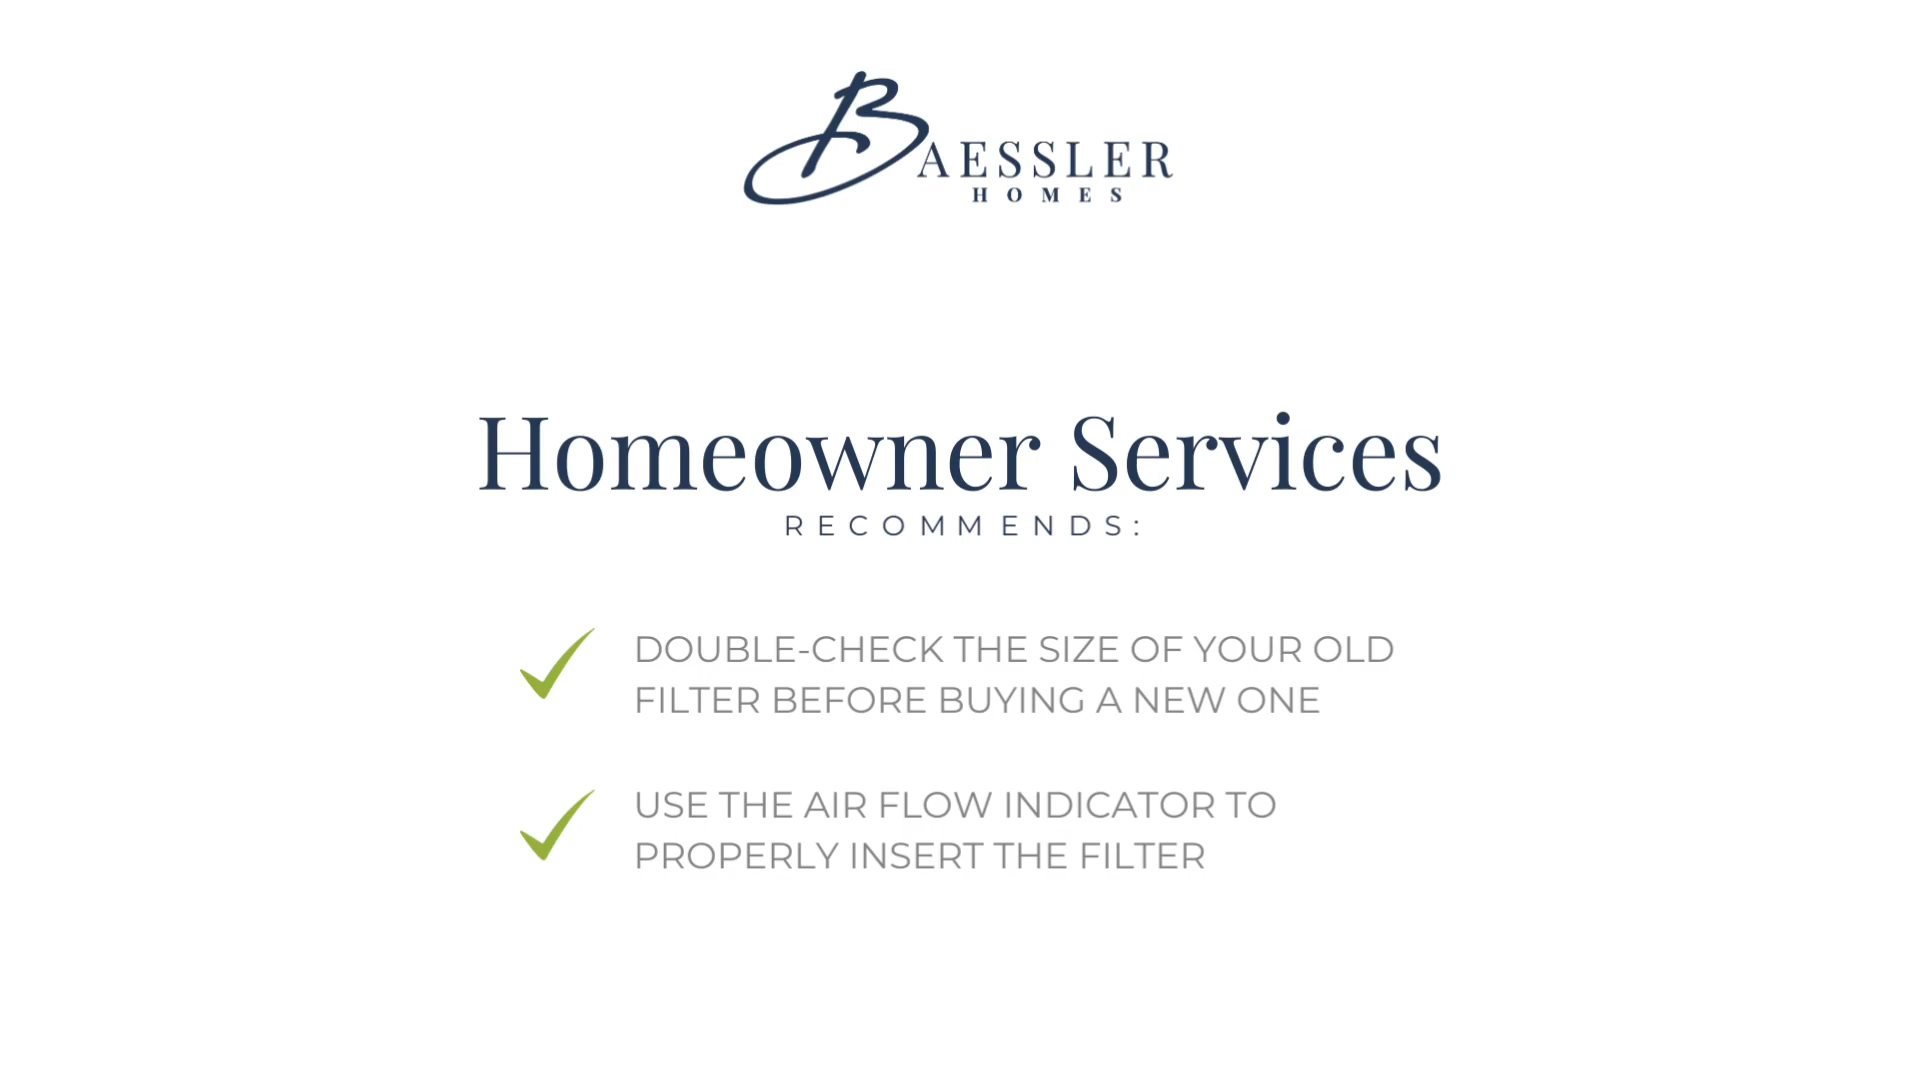 BAESSLER
HOMES
Homeowner Services
RECOMMENDS:
DOUBLE-CHECK THE SIZE OF YOUR OLD
FILTER BEFORE BUYING A NEW ONE
USE THE AIR FLOW INDICATOR TO
PROPERLY INSERT THE FILTER